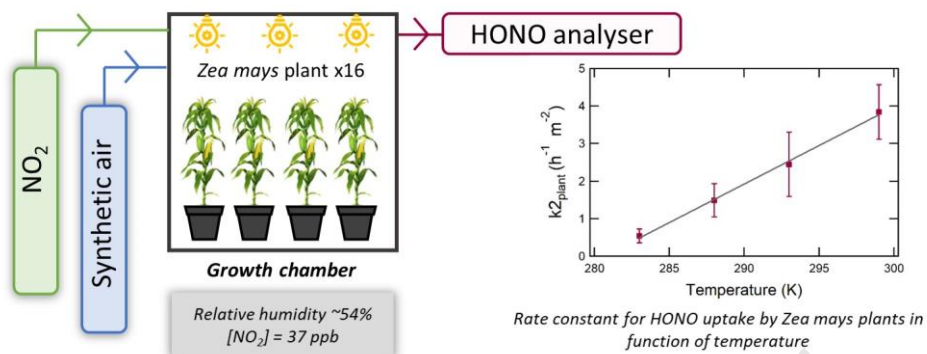 NO₂
Synthetic air
Zea mays plant x16
Growth chamber
Relative humidity ~54%
[NO₂] = 37 ppb
HONO analyser
k2plant (h⁻¹ m⁻²)
5
4
3
2
1
0
280
285
290
295
300
Temperature (K)
Rate constant for HONO uptake by Zea mays plants in
function of temperature